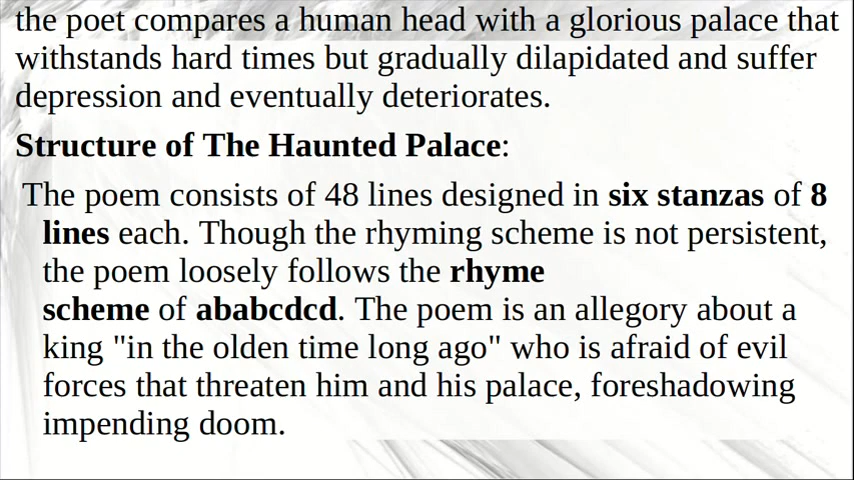 the poet compares a human head with a glorious palace that
withstands hard times but gradually dilapidated and suffer
depression and eventually deteriorates.
Structure of The Haunted Palace:
The poem consists of 48 lines designed in six stanzas of 8
lines each. Though the rhyming scheme is not persistent,
the poem loosely follows the rhyme
scheme of ababcdcd. The poem is an allegory about a
king "in the olden time long ago" who is afraid of evil
forces that threaten him and his palace, foreshadowing
impending doom.